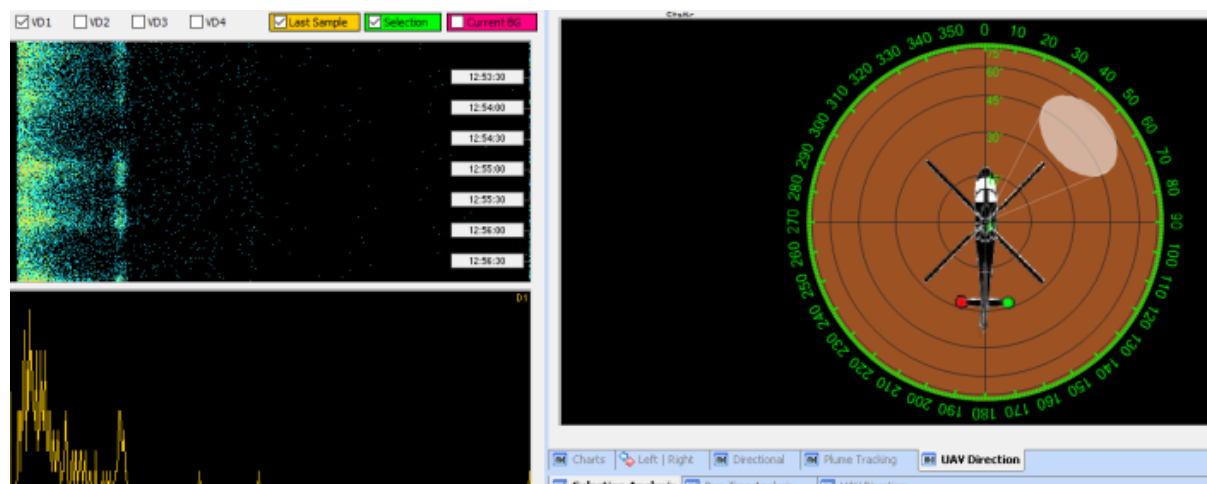 VD1 VD2 VD3 VD4 Last Sample Selection Current BG
12:53:30
12:54:00
12:54:30
12:55:00
12:55:30
12:56:00
12:56:30
D1
0 10 20 30 40 50 60 70 80 90 100 110 120 130 140 150 160 170 180 190 200 210 220 230 240 250 260 270 280 290 300 310 320 330 340 350
75
60
45
30
Charts Left | Right Directional Plume Tracking UAV Direction